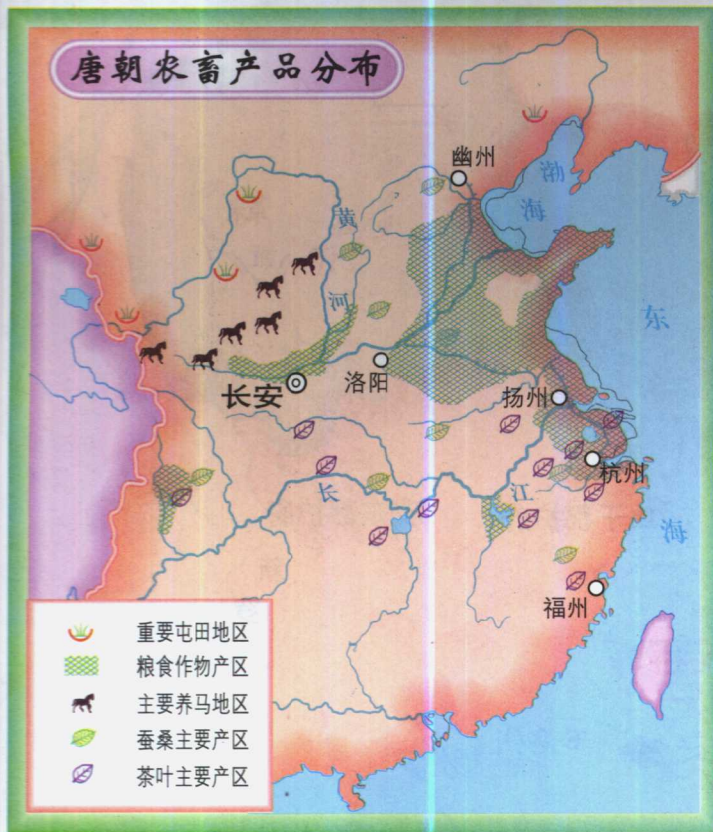 唐朝农畜产品分布
幽州
渤
海
黄
河
东
长安
洛阳
扬州
杭州
长
江
海
福州
重要屯田地区
粮食作物产区
主要养马地区
蚕桑主要产区
茶叶主要产区